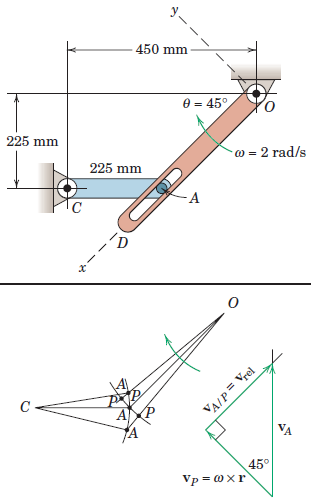 y
450 mm
θ = 45°
O
225 mm
ω = 2 rad/s
225 mm
A
C
D
x
O
A
P
P
C
A
P
A
v_A/P = v_rel
v_A
45°
v_P = ω × r